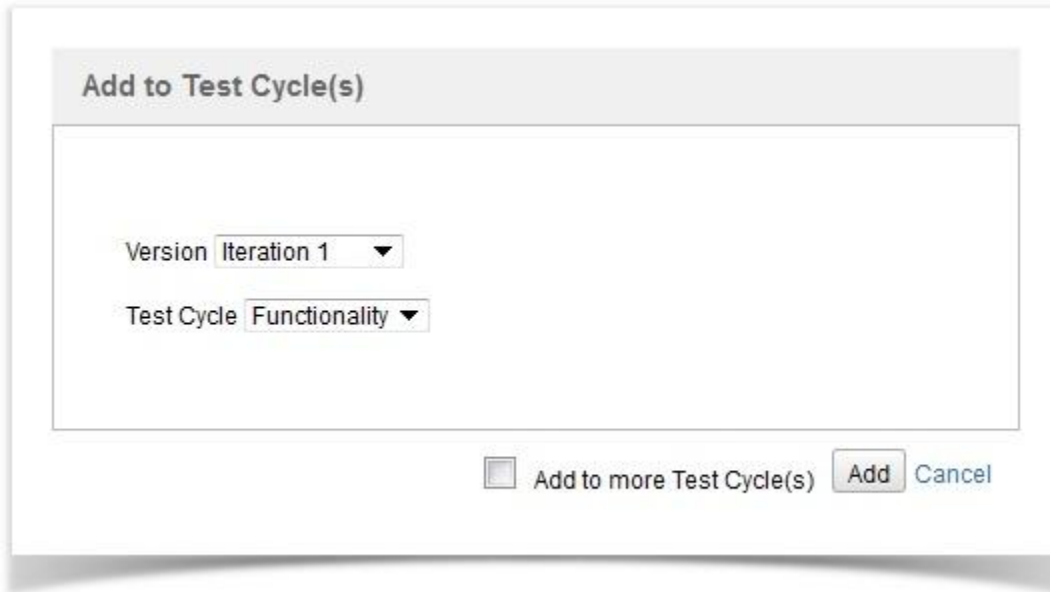 Add to Test Cycle(s)
Version Iteration 1
Test Cycle Functionality
Add to more Test Cycle(s) Add Cancel